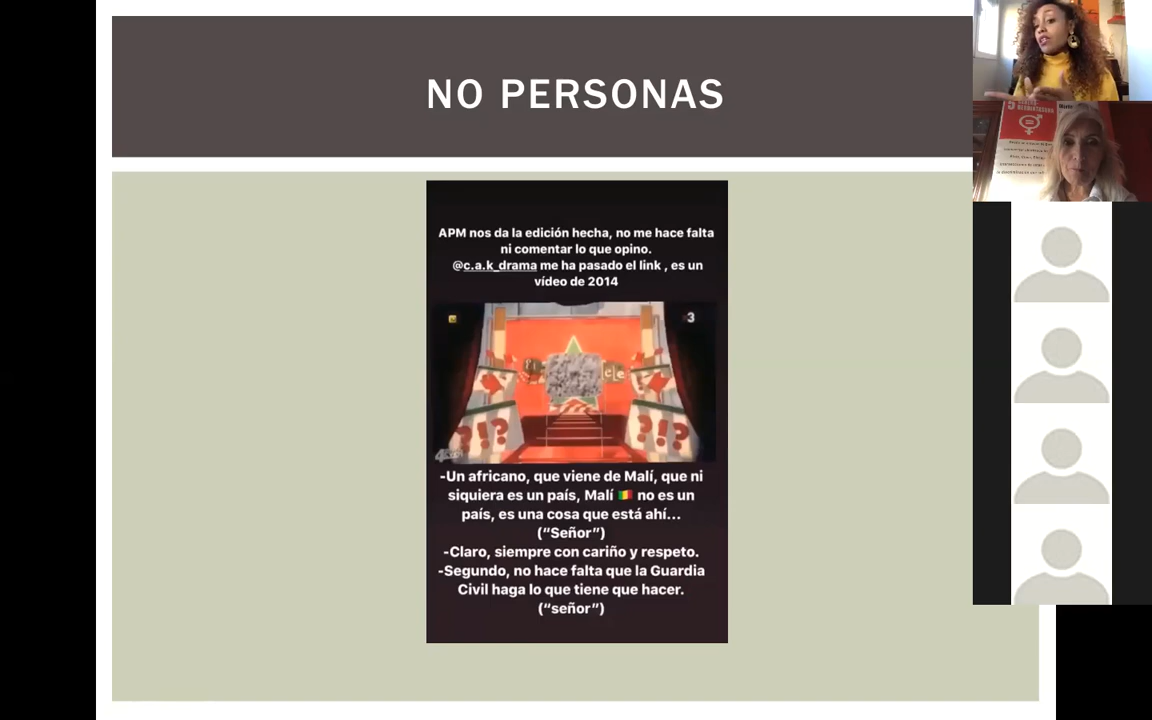 NO PERSONAS
APM nos da la edición hecha, no me hace falta
ni comentar lo que opino.
@c.a.k_drama me ha pasado el link , es un
vídeo de 2014
3
?!?
?!?
-Un africano, que viene de Malí, que ni
siquiera es un país, Malí 🇲🇱 no es un
país, es una cosa que está ahí...
(“Señor”)
-Claro, siempre con cariño y respeto.
-Segundo, no hace falta que la Guardia
Civil haga lo que tiene que hacer.
(“señor”)
5